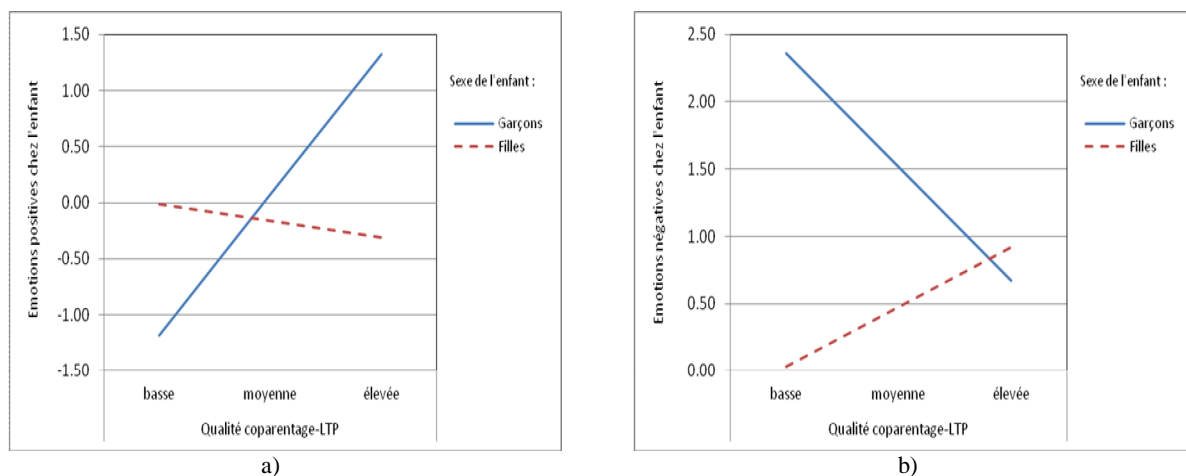 Emotions positives chez l'enfant
1.50
1.00
0.50
0.00
-0.50
-1.00
-1.50
basse moyenne élevée
Qualité coparentage-LTP
Sexe de l'enfant :
Garçons
Filles
a)
Emotions négatives chez l'enfant
2.50
2.00
1.50
1.00
0.50
0.00
basse moyenne élevée
Qualité coparentage-LTP
Sexe de l'enfant :
Garçons
Filles
b)